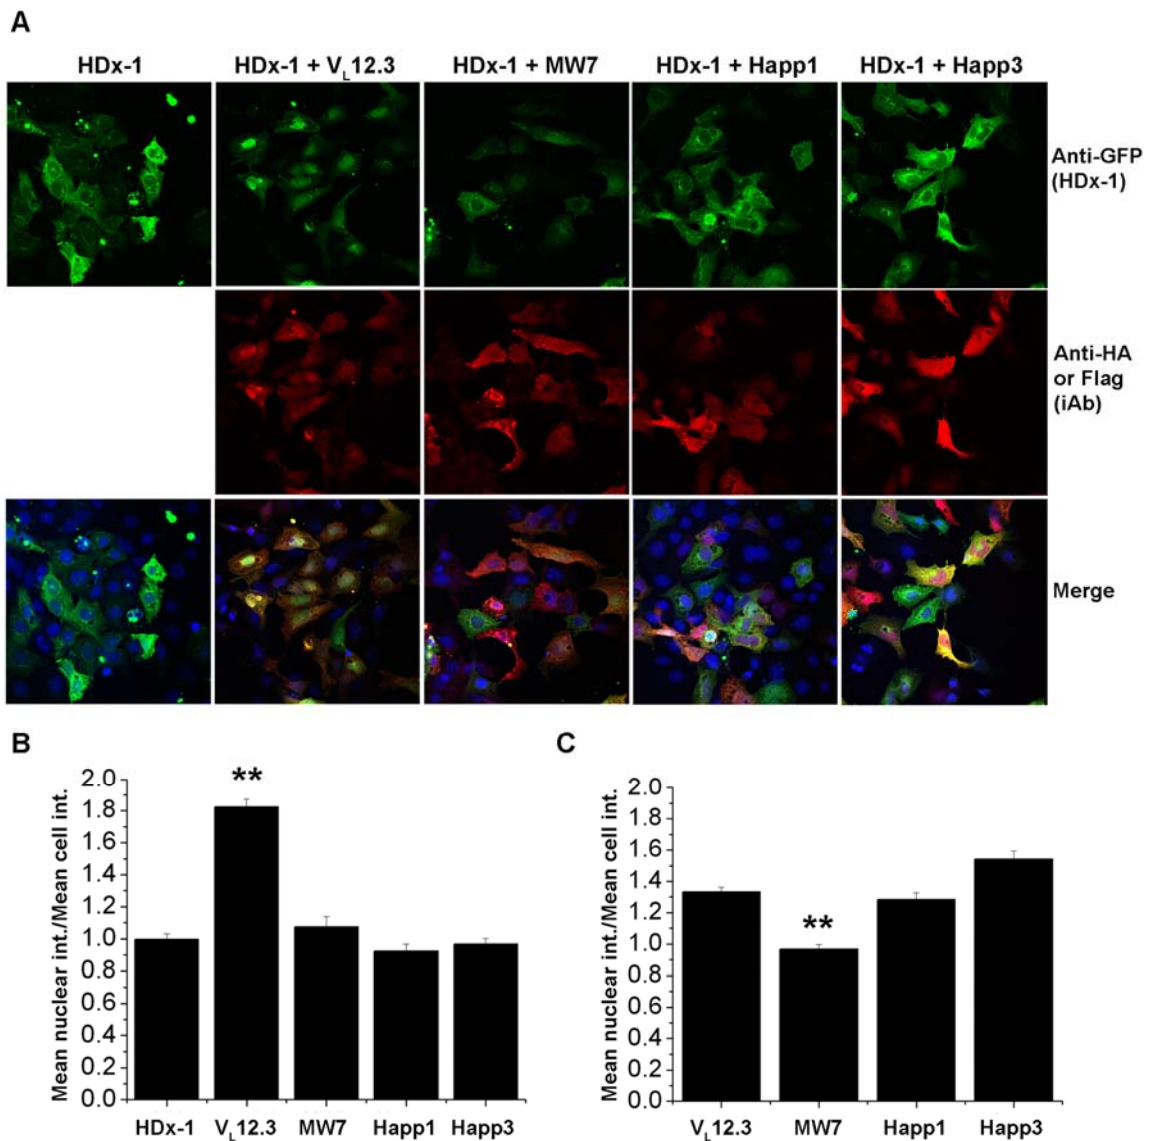 A
HDx-1
HDx-1 + VL12.3
HDx-1 + MW7
HDx-1 + Happ1
HDx-1 + Happ3
Anti-GFP
(HDx-1)
Anti-HA
or Flag
(iAb)
Merge
B
Mean nuclear int./Mean cell int.
2.0
1.8
1.6
1.4
1.2
1.0
0.8
0.6
0.4
0.2
0.0
**
HDx-1
VL12.3
MW7
Happ1
Happ3
C
Mean nuclear int./Mean cell int.
2.0
1.8
1.6
1.4
1.2
1.0
0.8
0.6
0.4
0.2
0.0
**
VL12.3
MW7
Happ1
Happ3